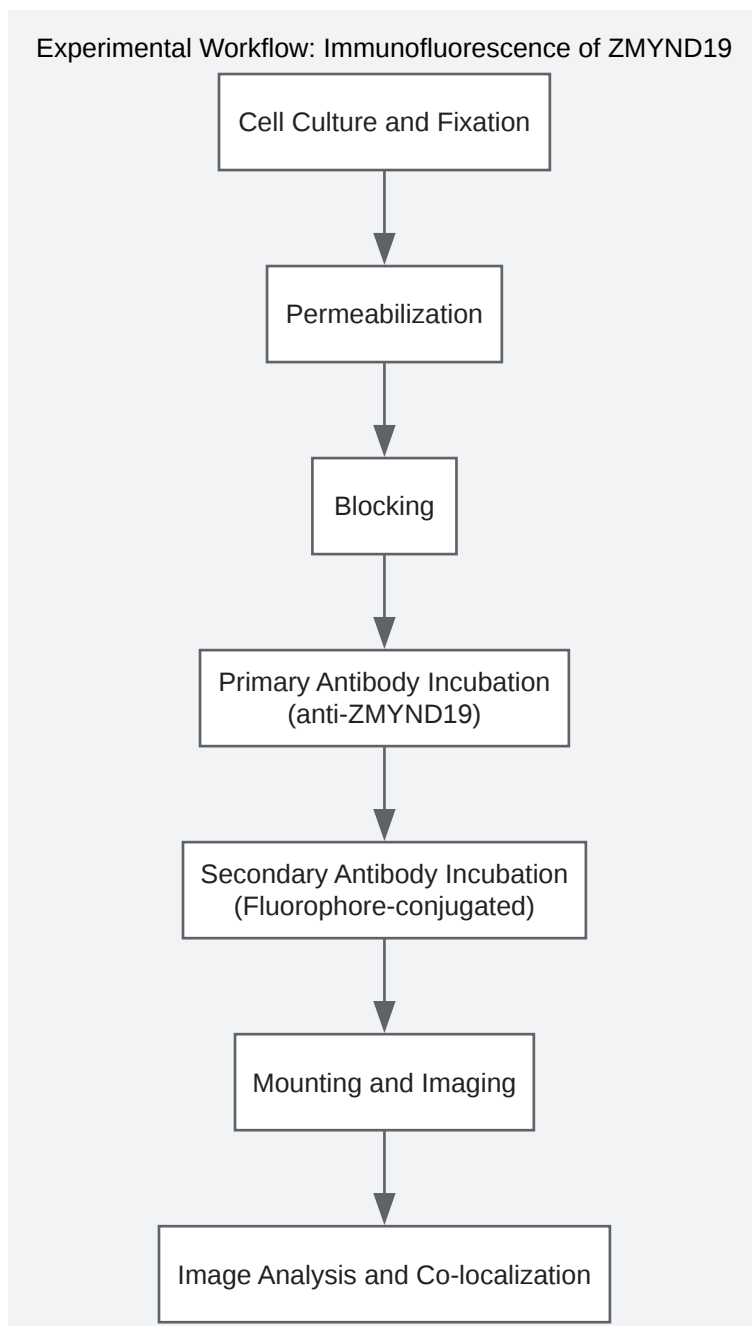 Experimental Workflow: Immunofluorescence of ZMYND19
Cell Culture and Fixation
Permeabilization
Blocking
Primary Antibody Incubation
(anti-ZMYND19)
Secondary Antibody Incubation
(Fluorophore-conjugated)
Mounting and Imaging
Image Analysis and Co-localization